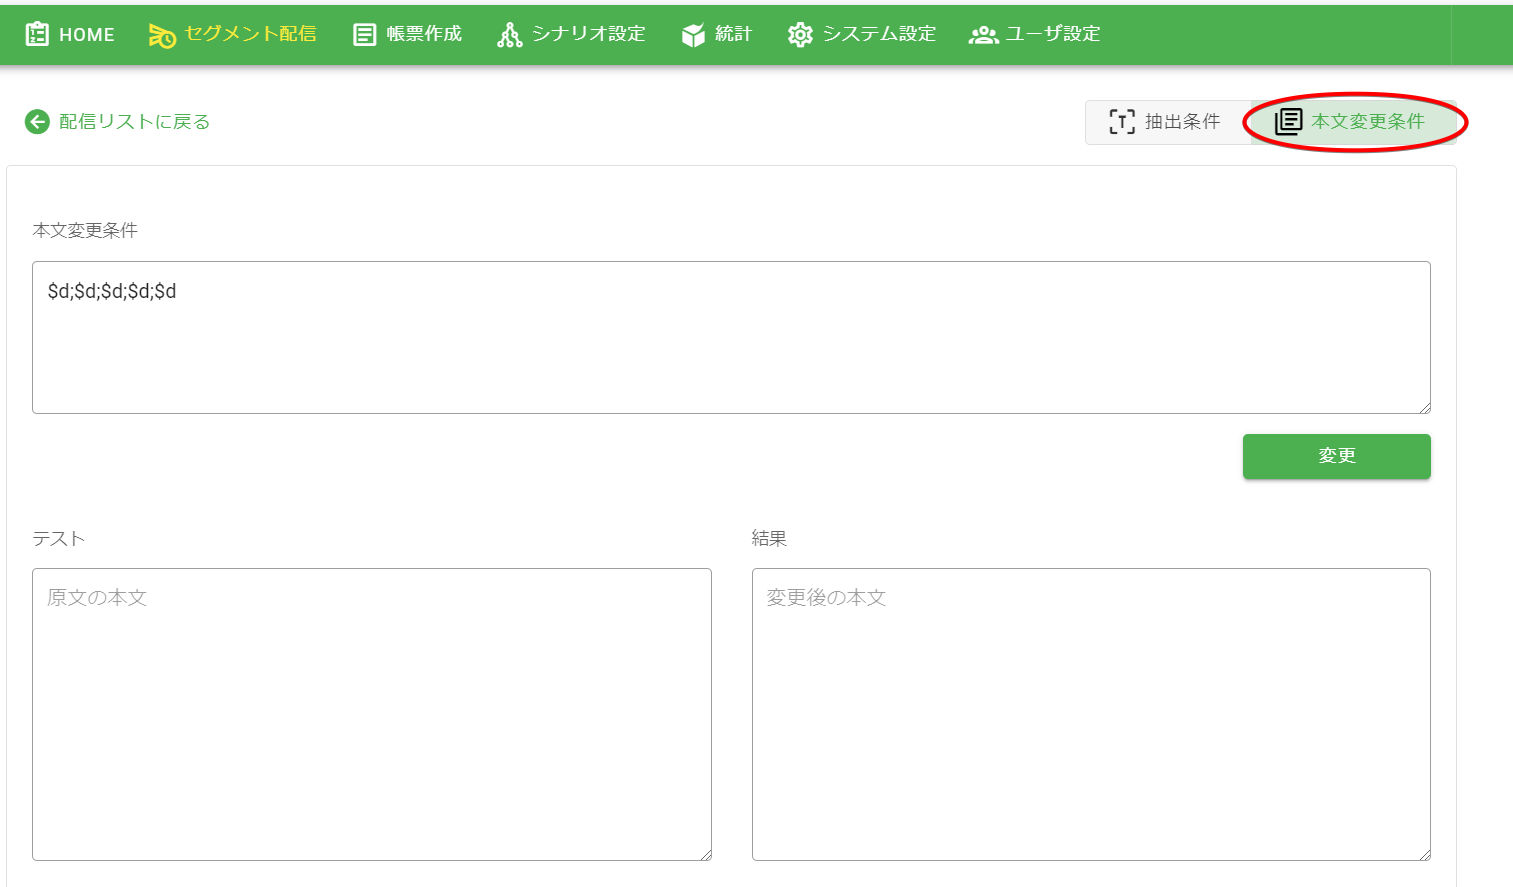 HOME セグメント配信 帳票作成 シナリオ設定 統計 システム設定 ユーザ設定
配信リストに戻る
抽出条件 本文変更条件
本文変更条件
$d;$d;$d;$d;$d
変更
テスト 結果
原文の本文 変更後の本文